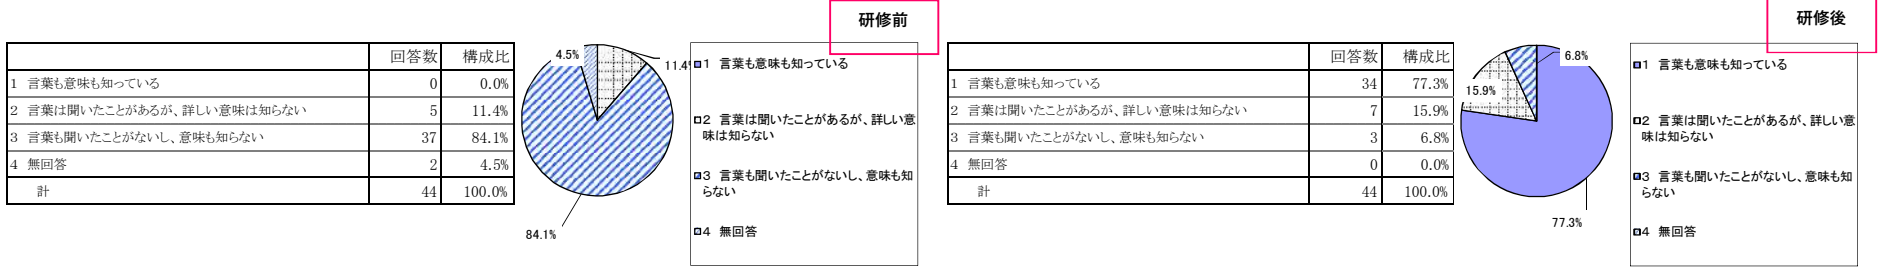 研修前
回答数 構成比
1 言葉も意味も知っている 0 0.0%
2 言葉は聞いたことがあるが、詳しい意味は知らない 5 11.4%
3 言葉も聞いたことがないし、意味も知らない 37 84.1%
4 無回答 2 4.5%
計 44 100.0%
4.5%
11.4%
84.1%
1 言葉も意味も知っている
2 言葉は聞いたことがあるが、詳しい意
味は知らない
3 言葉も聞いたことがないし、意味も知
らない
4 無回答
研修後
回答数 構成比
1 言葉も意味も知っている 34 77.3%
2 言葉は聞いたことがあるが、詳しい意味は知らない 7 15.9%
3 言葉も聞いたことがないし、意味も知らない 3 6.8%
4 無回答 0 0.0%
計 44 100.0%
6.8%
15.9%
77.3%
1 言葉も意味も知っている
2 言葉は聞いたことがあるが、詳しい意
味は知らない
3 言葉も聞いたことがないし、意味も知
らない
4 無回答